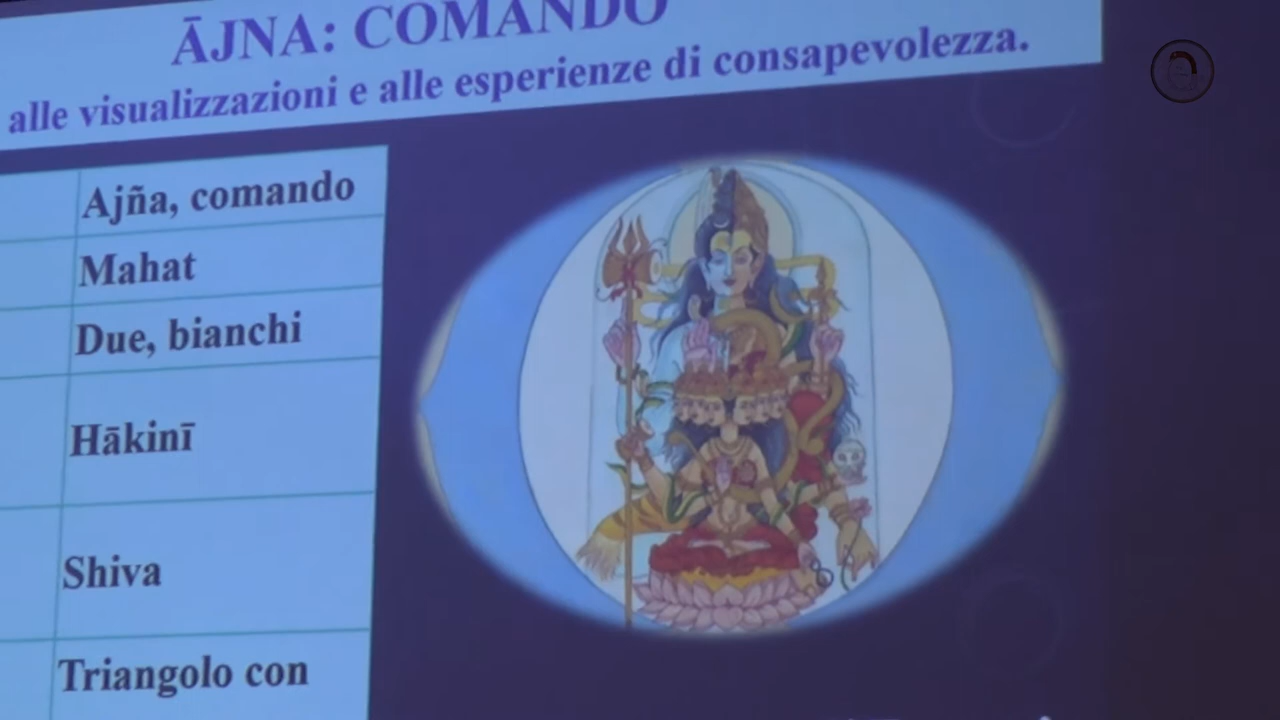 ĀJNA: COMANDO
alle visualizzazioni e alle esperienze di consapevolezza.
Ajña, comando
Mahat
Due, bianchi
Hākinī
Shiva
Triangolo con